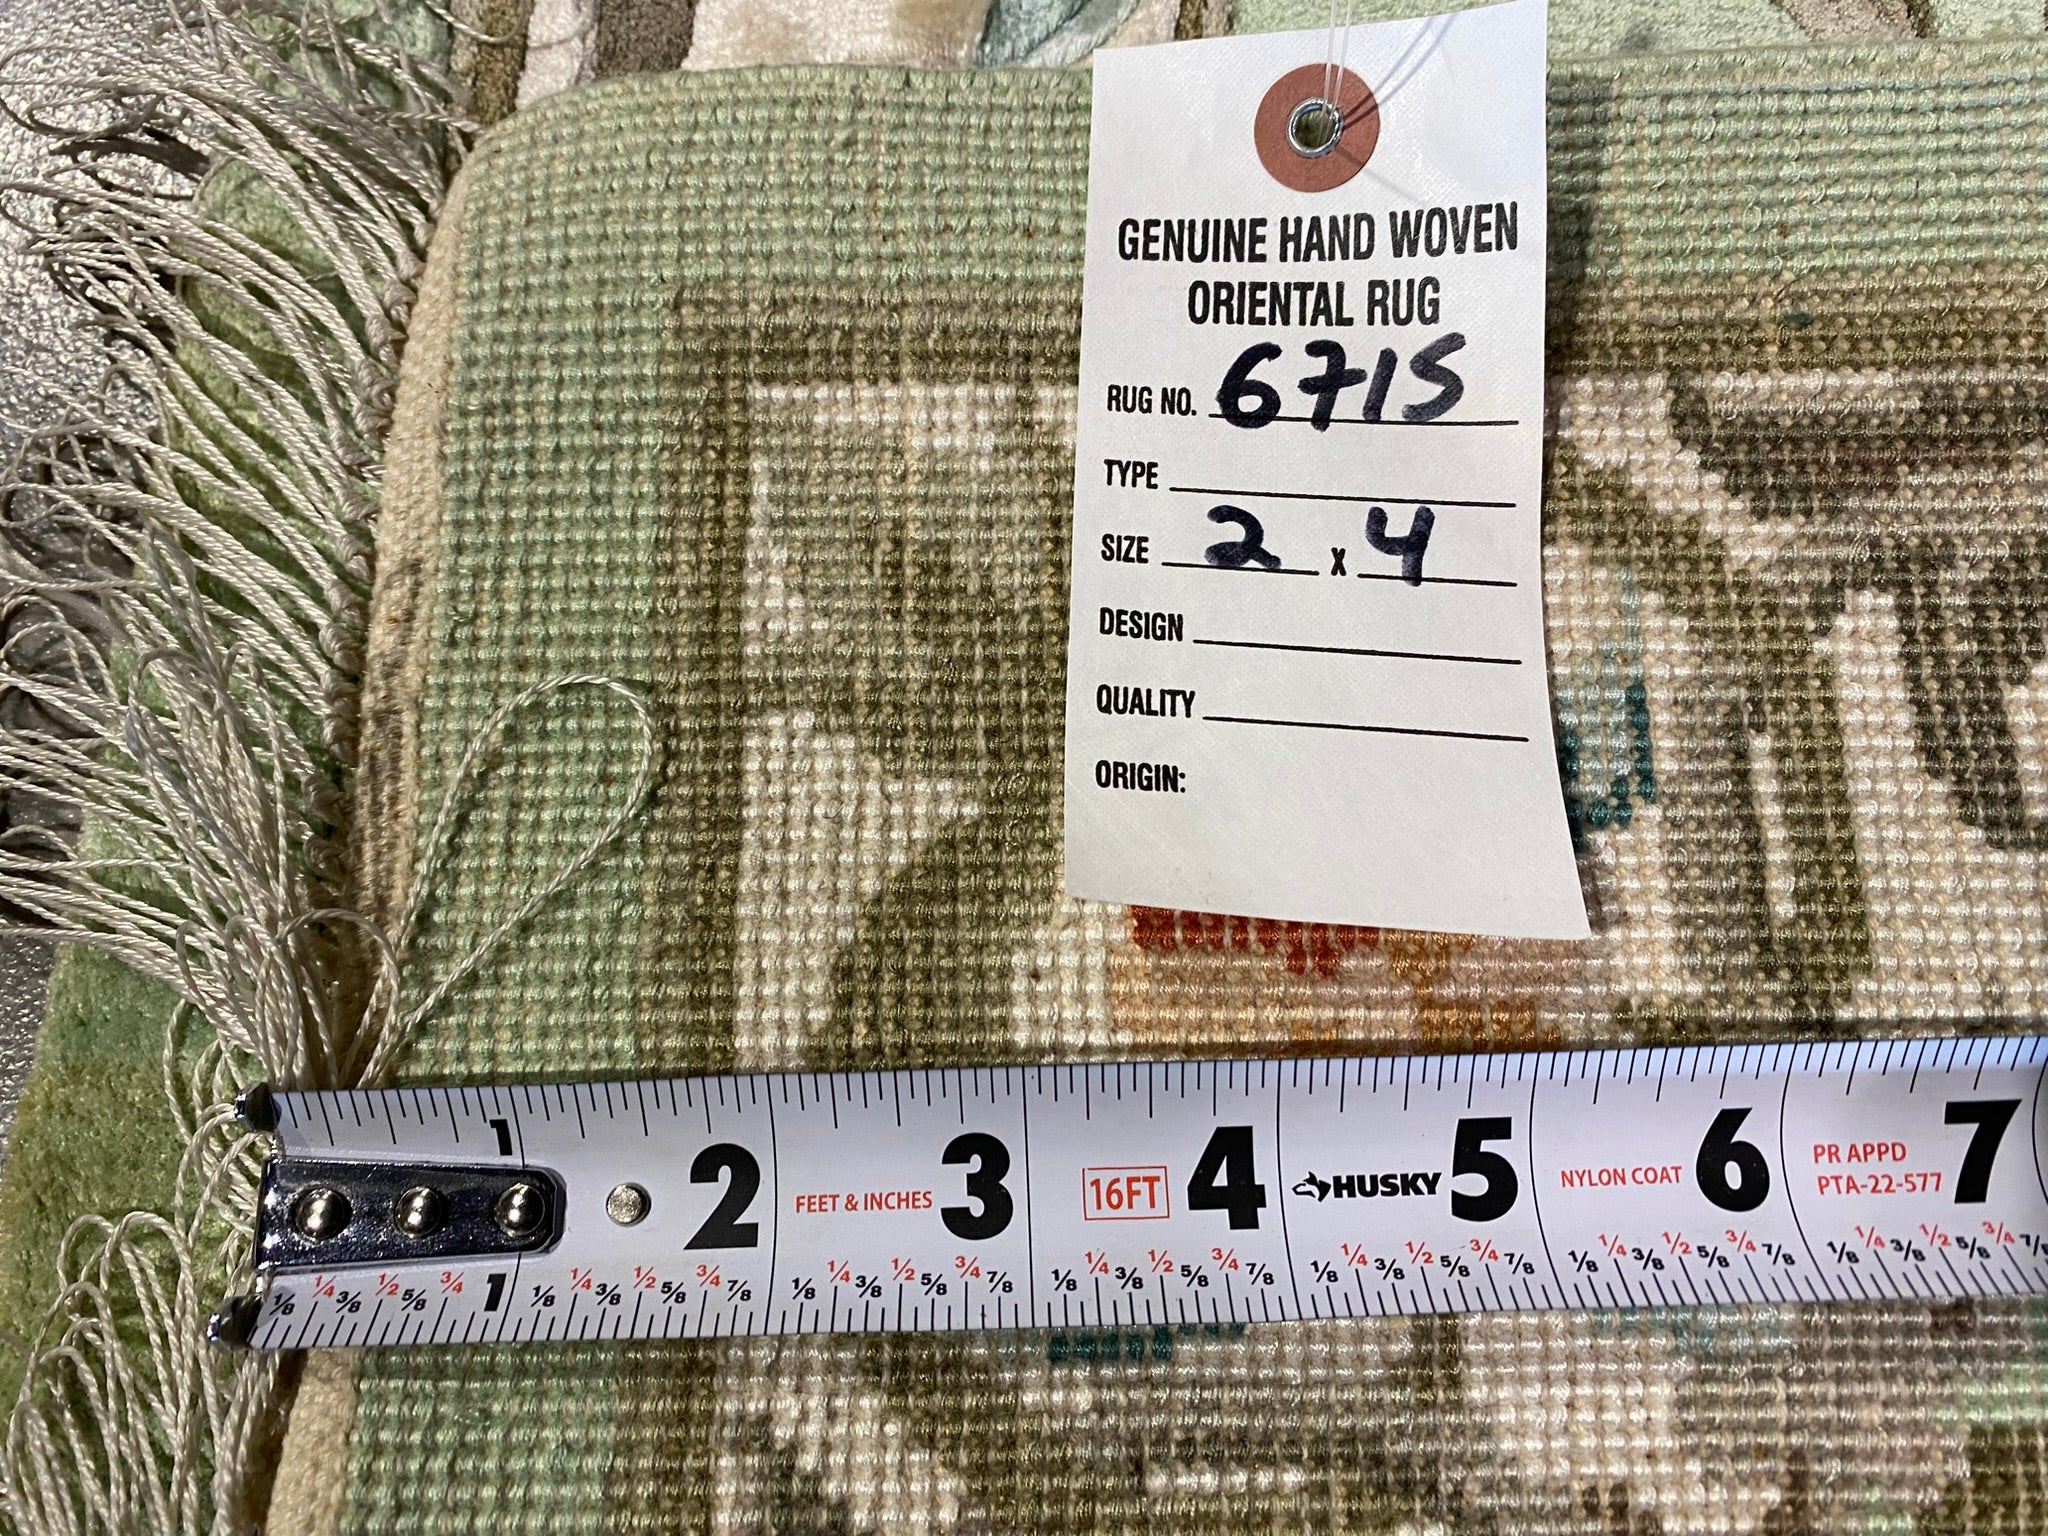 GENUINE HAND WOVEN
ORIENTAL RUG
RUG NO. 6715
TYPE
SIZE 2 x 4
DESIGN
QUALITY
ORIGIN:
1 2 FEET & INCHES 3 16FT 4 HUSKY 5 NYLON COAT 6 PR APPD PTA-22-577 7
1/8 1/4 3/8 1/2 5/8 3/4 1 1/8 1/4 3/8 1/2 5/8 3/4 7/8 1/8 1/4 3/8 1/2 5/8 3/4 7/8 1/8 1/4 3/8 1/2 5/8 3/4 7/8 1/8 1/4 3/8 1/2 5/8 3/4 7/8 1/8 1/4 3/8 1/2 5/8 3/4 7/8 1/8 1/4 3/8 1/2 5/8 3/4 7/8